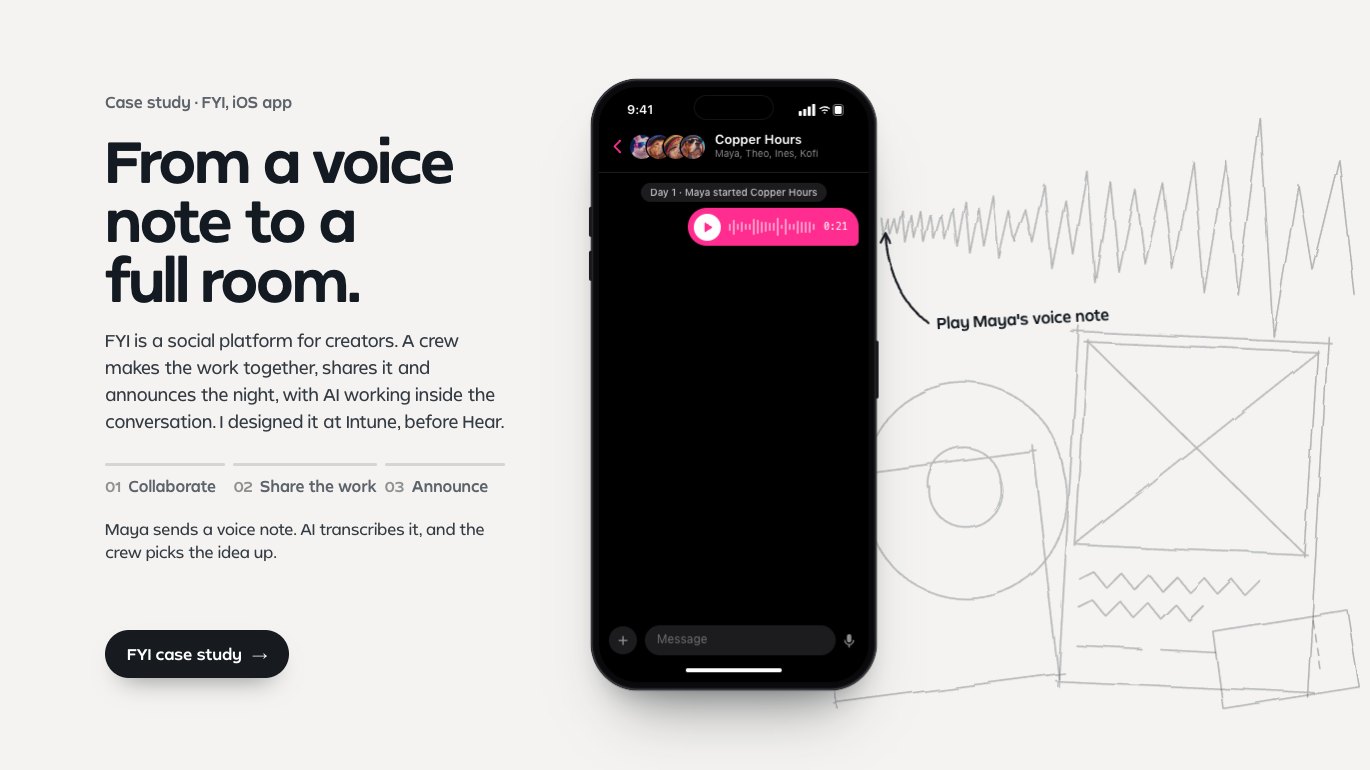 Case study · FYI, iOS app
From a voice
note to a
full room.
FYI is a social platform for creators. A crew
makes the work together, shares it and
announces the night, with AI working inside the
conversation. I designed it at Intune, before Hear.
01 Collaborate
02 Share the work
03 Announce
Maya sends a voice note. AI transcribes it, and the
crew picks the idea up.
FYI case study →
9:41
Copper Hours
Maya, Theo, Ines, Kofi
Day 1 · Maya started Copper Hours
0:21
Message
Play Maya's voice note